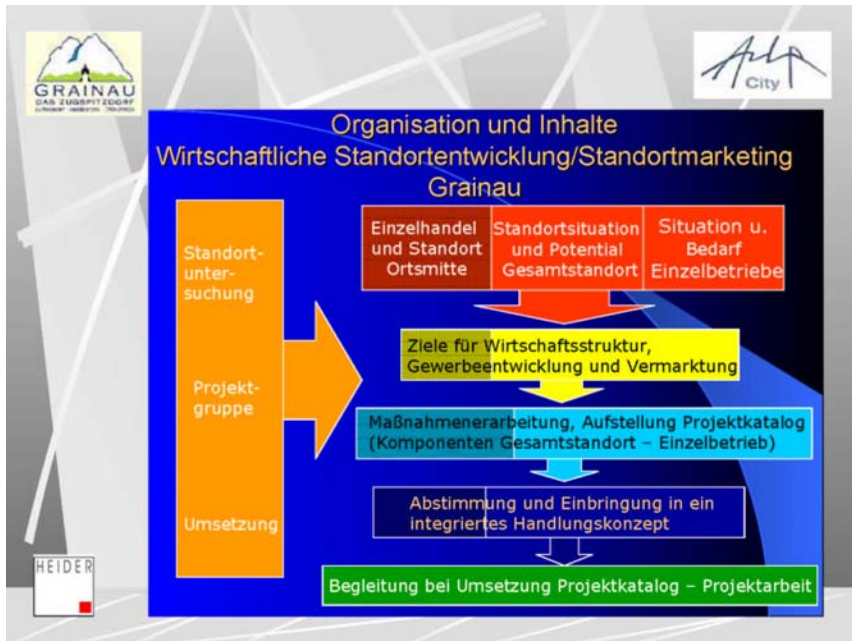 GRAINAU
DAS ZUGSPITZDORF
City
Organisation und Inhalte
Wirtschaftliche Standortentwicklung/Standortmarketing
Grainau
Standort-
unter-
suchung
Projekt-
gruppe
Umsetzung
Einzelhandel
und Standort
Ortsmitte
Standortsituation
und Potential
Gesamtstandort
Situation u.
Bedarf
Einzelbetriebe
Ziele für Wirtschaftsstruktur,
Gewerbeentwicklung und Vermarktung
Maßnahmenerarbeitung, Aufstellung Projektkatalog
(Komponenten Gesamtstandort – Einzelbetrieb)
Abstimmung und Einbringung in ein
integriertes Handlungskonzept
Begleitung bei Umsetzung Projektkatalog – Projektarbeit
HEIDER